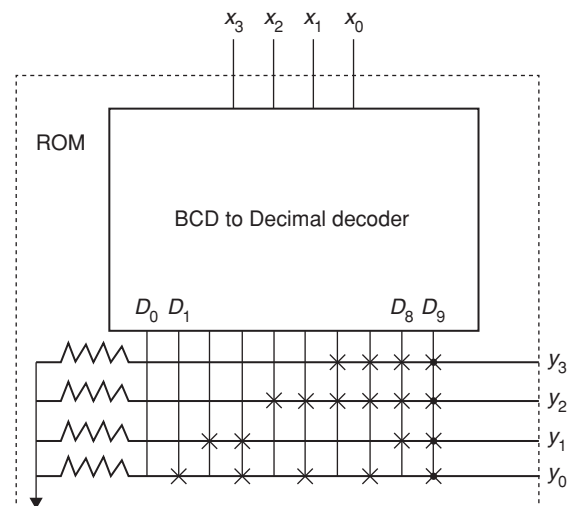 x₃ x₂ x₁ x₀
ROM
BCD to Decimal decoder
D₀ D₁ D₈ D₉
y₃
y₂
y₁
y₀